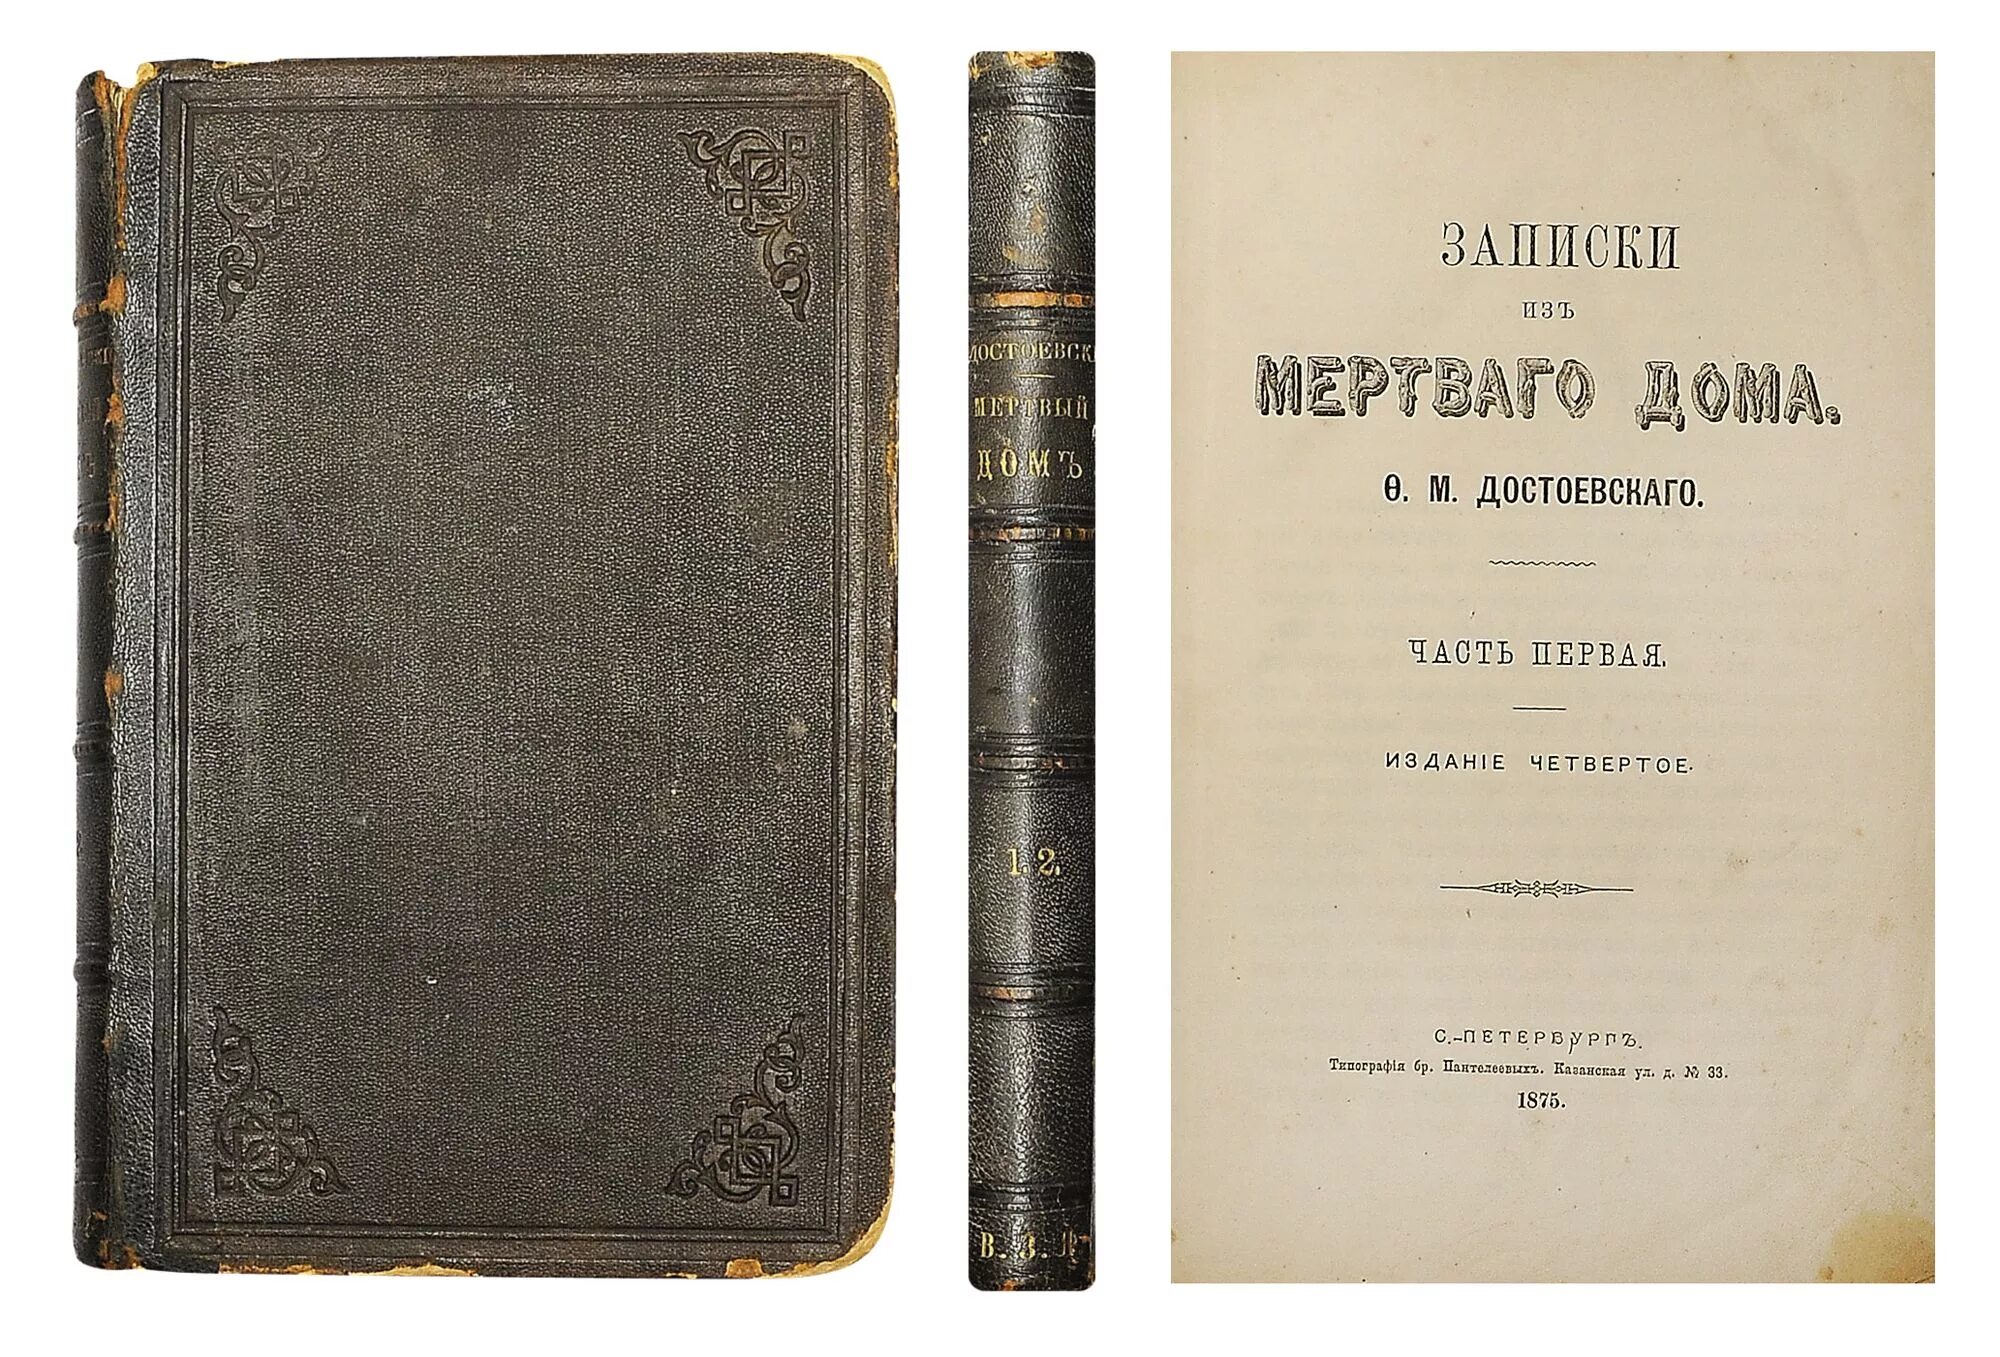 ДОСТОЕВСК
МЕРТВЫЙ
ДОМЪ
1.2.
В. З.
ЗАПИСКИ
ИЗЪ
МЕРТВАГО ДОМА.
Ѳ. М. ДОСТОЕВСКАГО.
ЧАСТЬ ПЕРВАЯ.
ИЗДАНІЕ ЧЕТВЕРТОЕ.
С.-ПЕТЕРБУРГЪ.
Типографія бр. Пантелеевыхъ. Казанская ул. д. № 33.
1875.